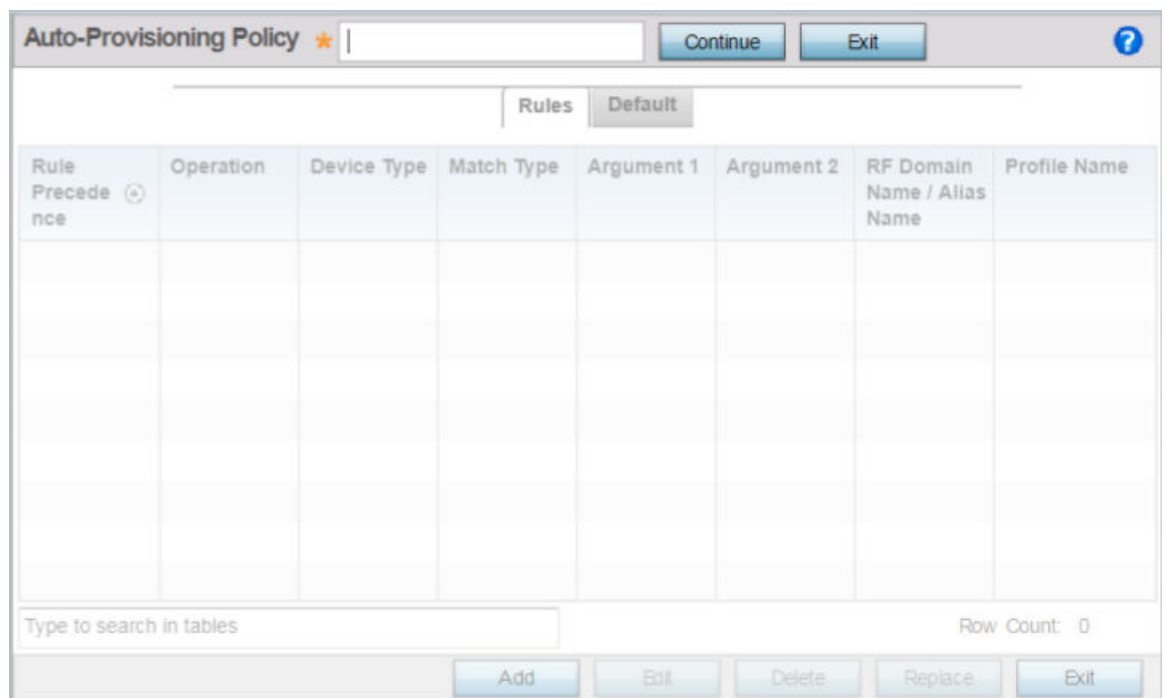 Auto-Provisioning Policy * Continue Exit ?
Rules Default
Rule Precede nce Operation Device Type Match Type Argument 1 Argument 2 RF Domain Name / Alias Name Profile Name
Type to search in tables Row Count: 0
Add Edit Delete Replace Exit